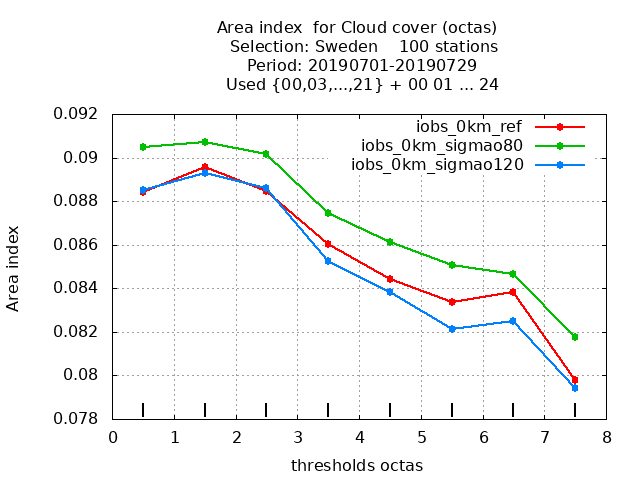 Area index  for Cloud cover (octas)
Selection: Sweden    100 stations
Period: 20190701-20190729
Used {00,03,...,21} + 00 01 ... 24
iobs_0km_ref
iobs_0km_sigmao80
iobs_0km_sigmao120
Area index
0.092
0.09
0.088
0.086
0.084
0.082
0.08
0.078
0 1 2 3 4 5 6 7 8
thresholds octas